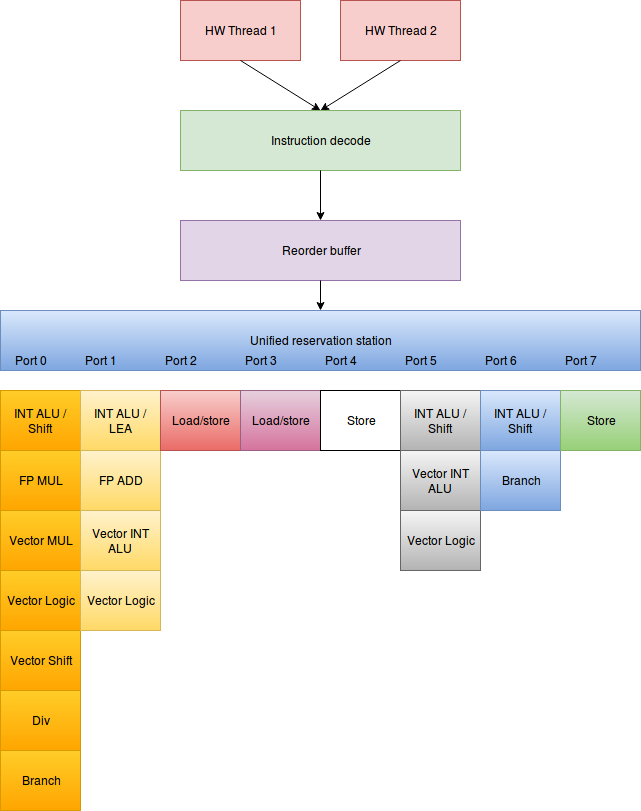 HW Thread 1
HW Thread 2
Instruction decode
Reorder buffer
Unified reservation station
Port 0
Port 1
Port 2
Port 3
Port 4
Port 5
Port 6
Port 7
INT ALU /
Shift
INT ALU /
LEA
Load/store
Load/store
Store
INT ALU /
Shift
INT ALU /
Shift
Store
FP MUL
FP ADD
Vector INT
ALU
Branch
Vector MUL
Vector INT
ALU
Vector Logic
Vector Logic
Vector Logic
Vector Shift
Div
Branch